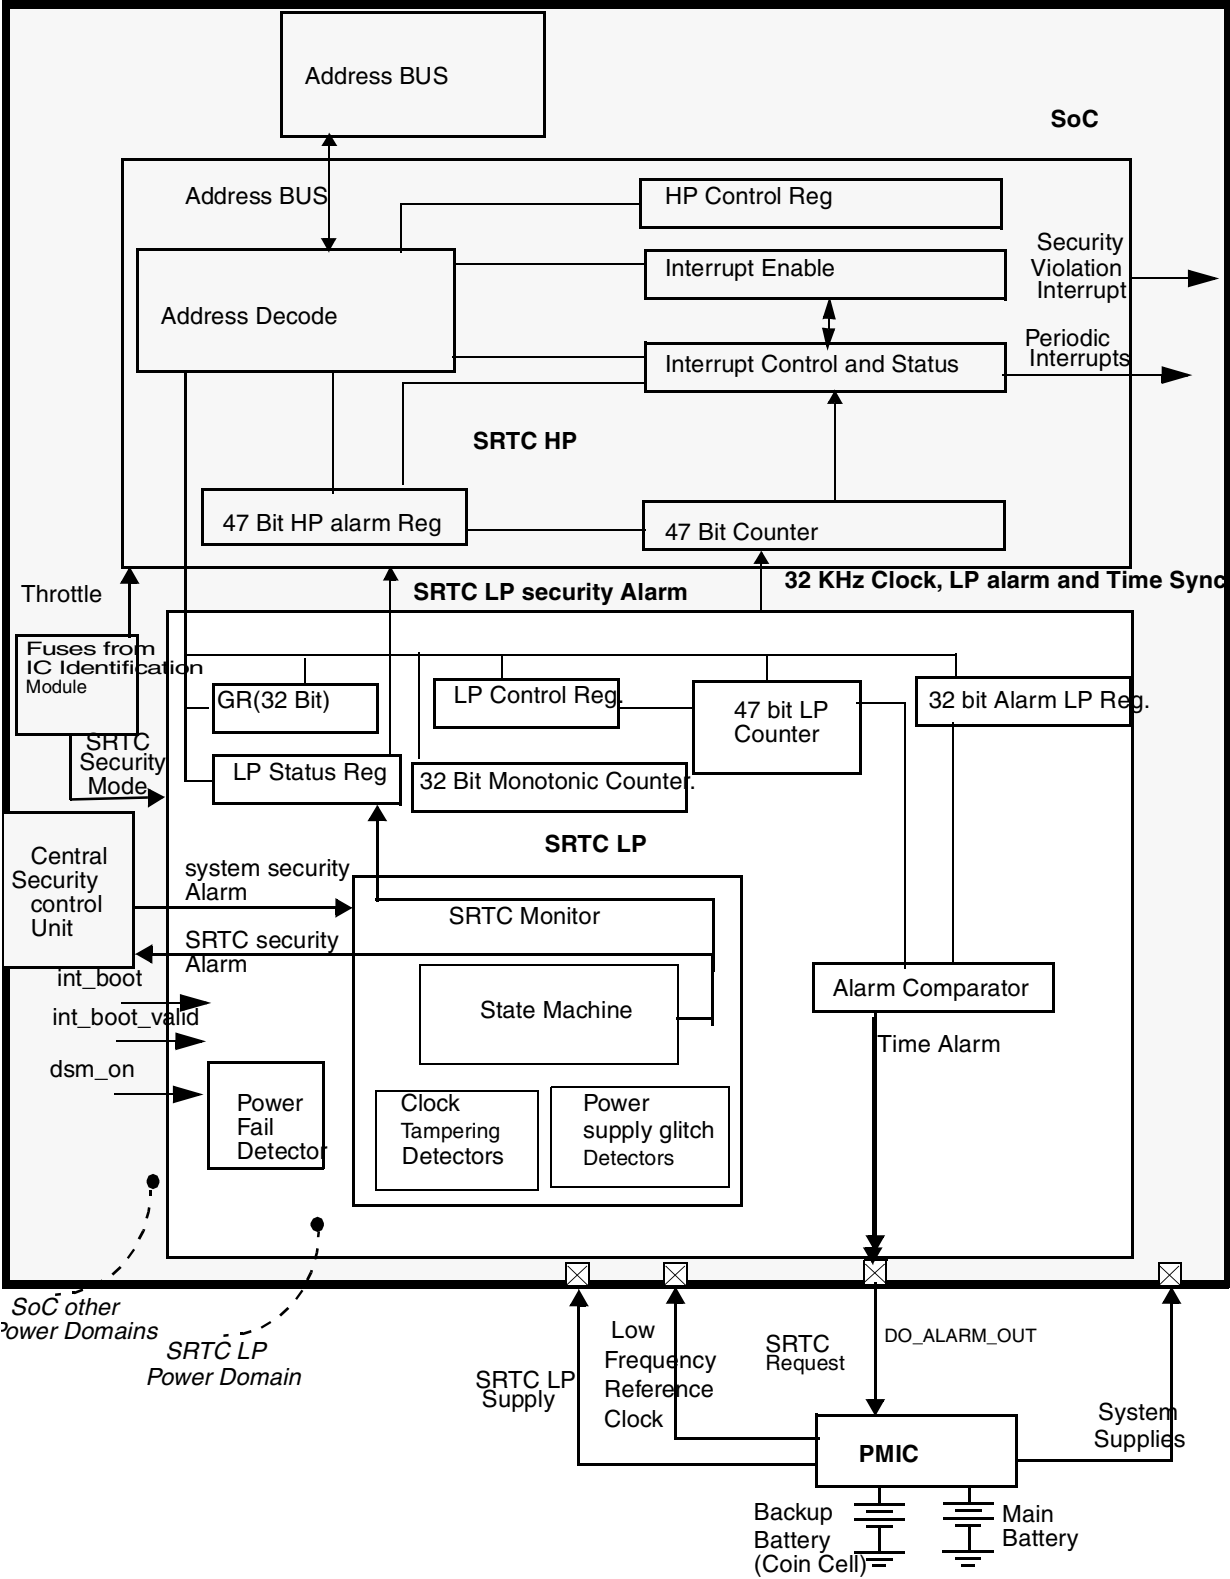 Address BUS
SoC
Address BUS
HP Control Reg
Security
Violation
Interrupt
Interrupt Enable
Address Decode
Periodic
Interrupts
Interrupt Control and Status
SRTC HP
47 Bit HP alarm Reg
47 Bit Counter
Throttle
SRTC LP security Alarm
32 KHz Clock, LP alarm and Time Sync
Fuses from
IC Identification
Module
GR(32 Bit)
LP Control Reg.
47 bit LP
Counter
32 bit Alarm LP Reg.
SRTC
Security
Mode
LP Status Reg
32 Bit Monotonic Counter.
SRTC LP
Central
Security
control
Unit
system security
Alarm
SRTC Monitor
SRTC security
Alarm
int_boot
int_boot_valid
dsm_on
State Machine
Alarm Comparator
Time Alarm
Power
Fail
Detector
Clock
Tampering
Detectors
Power
supply glitch
Detectors
SoC other
Power Domains
SRTC LP
Power Domain
SRTC LP
Supply
Low
Frequency
Reference
Clock
SRTC
Request
DO_ALARM_OUT
System
Supplies
PMIC
Backup
Battery
(Coin Cell)
Main
Battery